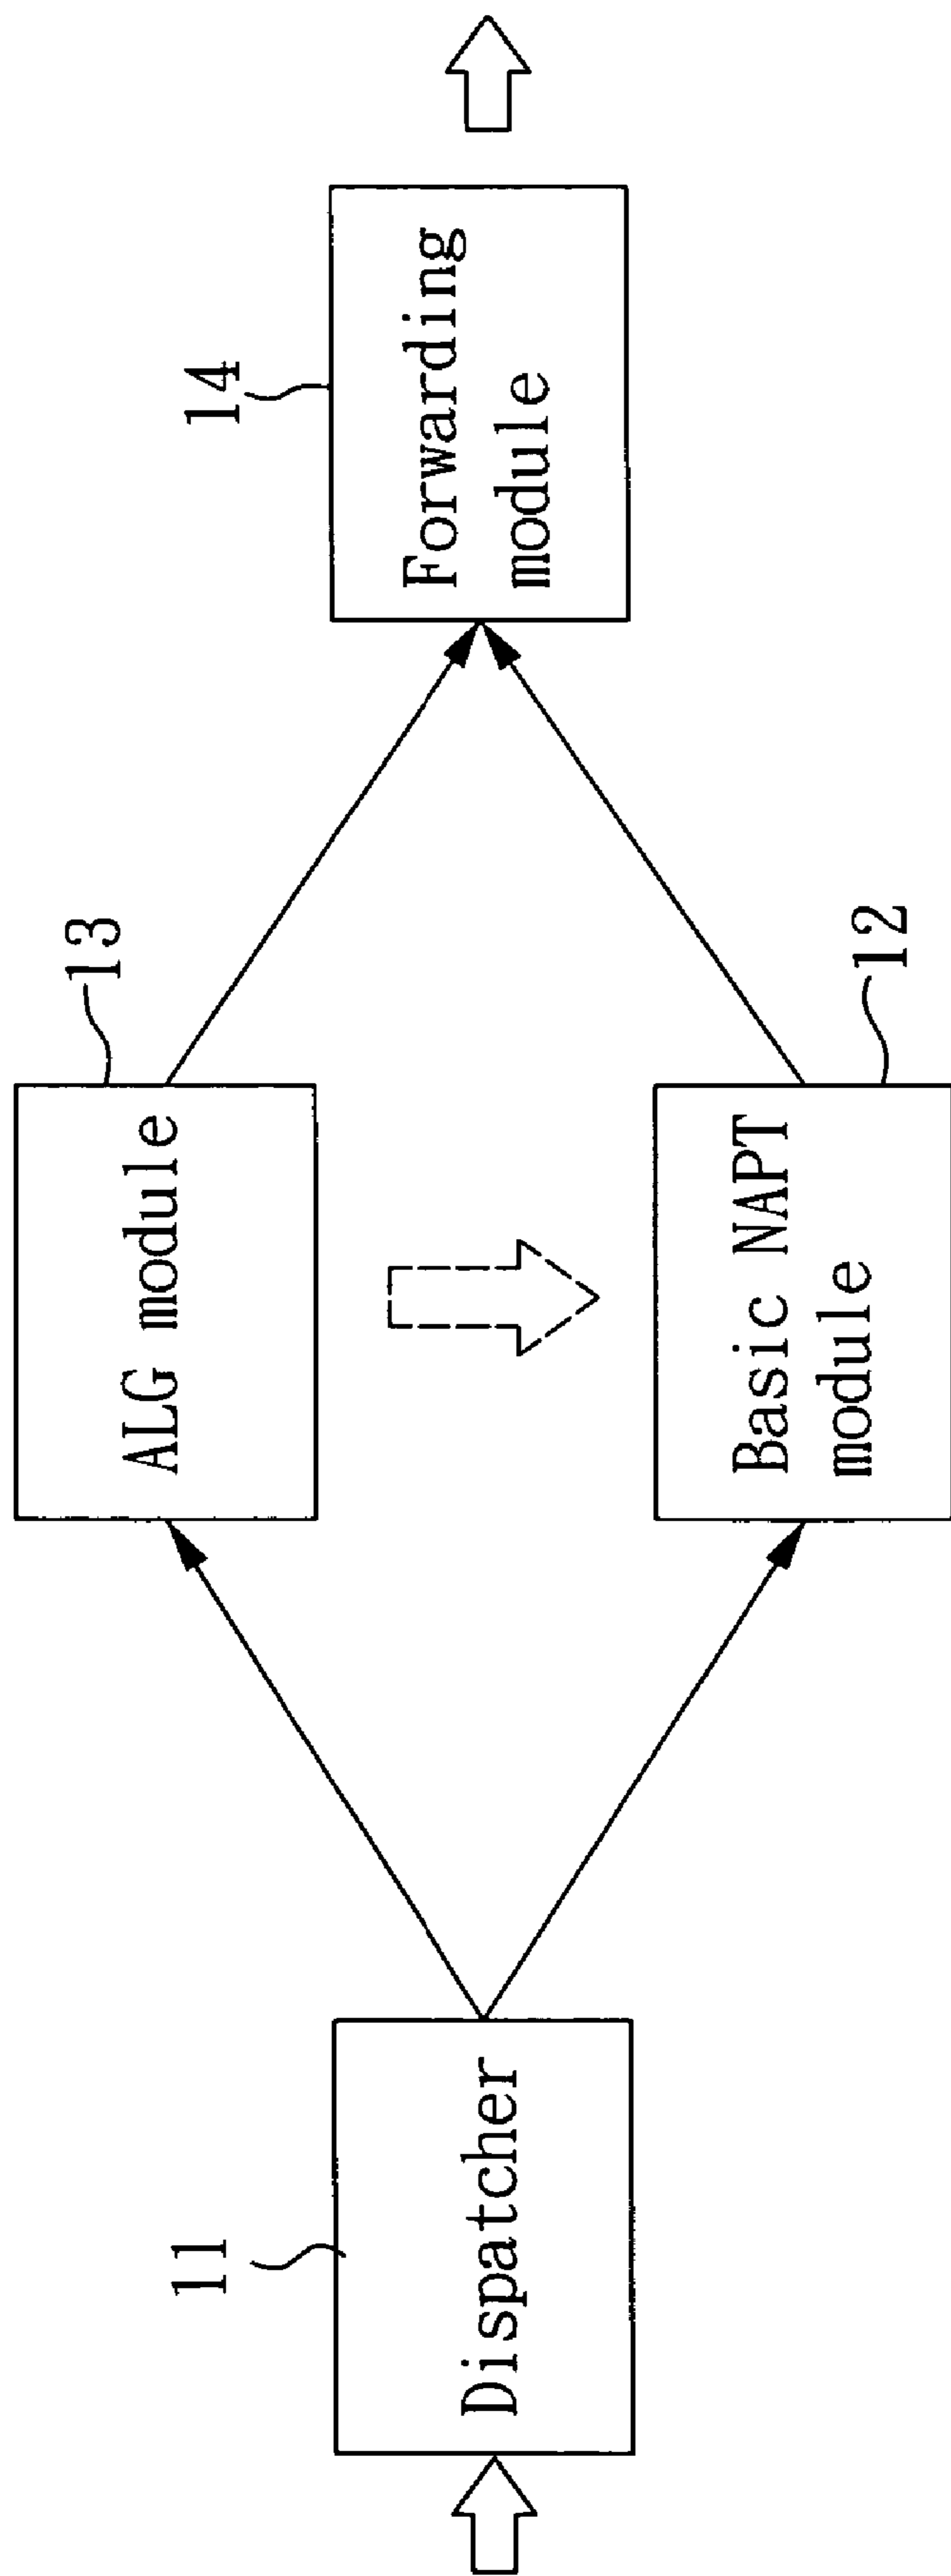 11
Dispatcher
13
ALG module
12
Basic NAPT
module
14
Forwarding
module